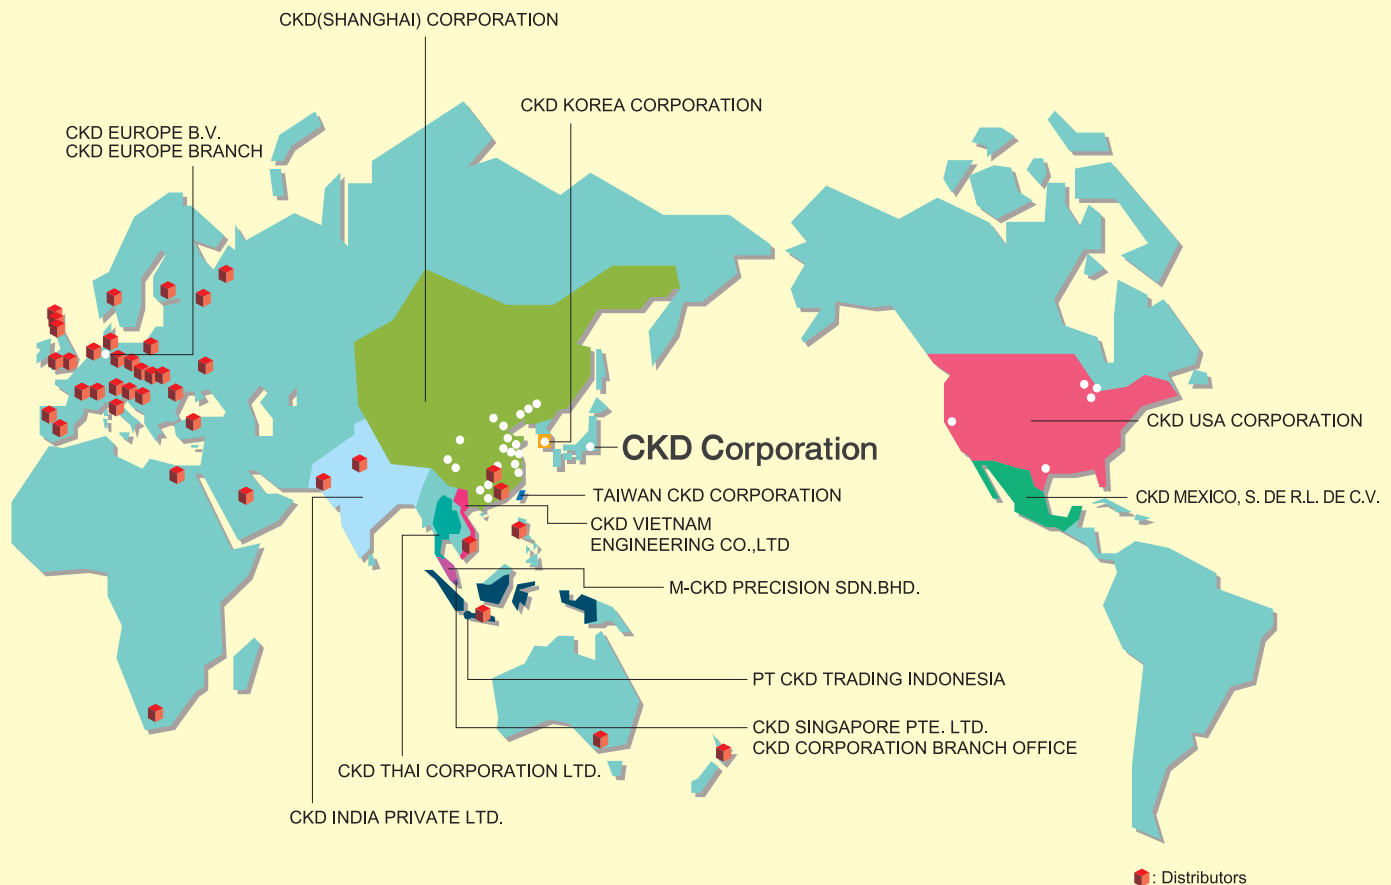 CKD(SHANGHAI) CORPORATION
CKD KOREA CORPORATION
CKD EUROPE B.V.
CKD EUROPE BRANCH
CKD USA CORPORATION
CKD Corporation
TAIWAN CKD CORPORATION
CKD MEXICO, S. DE R.L. DE C.V.
CKD VIETNAM
ENGINEERING CO.,LTD
M-CKD PRECISION SDN.BHD.
PT CKD TRADING INDONESIA
CKD SINGAPORE PTE. LTD.
CKD CORPORATION BRANCH OFFICE
CKD THAI CORPORATION LTD.
CKD INDIA PRIVATE LTD.
: Distributors